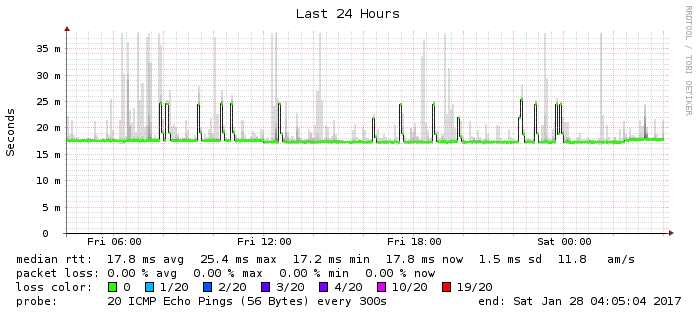 Last 24 Hours
RRDTOOL / TOBI OETIKER
Seconds
35 m
30 m
25 m
20 m
15 m
10 m
5 m
0
Fri 06:00 Fri 12:00 Fri 18:00 Sat 00:00
median rtt: 17.8 ms avg 25.4 ms max 17.2 ms min 17.8 ms now 1.5 ms sd 11.8 am/s
packet loss: 0.00 % avg 0.00 % max 0.00 % min 0.00 % now
loss color: 0 1/20 2/20 3/20 4/20 10/20 19/20
probe: 20 ICMP Echo Pings (56 Bytes) every 300s end: Sat Jan 28 04:05:04 2017